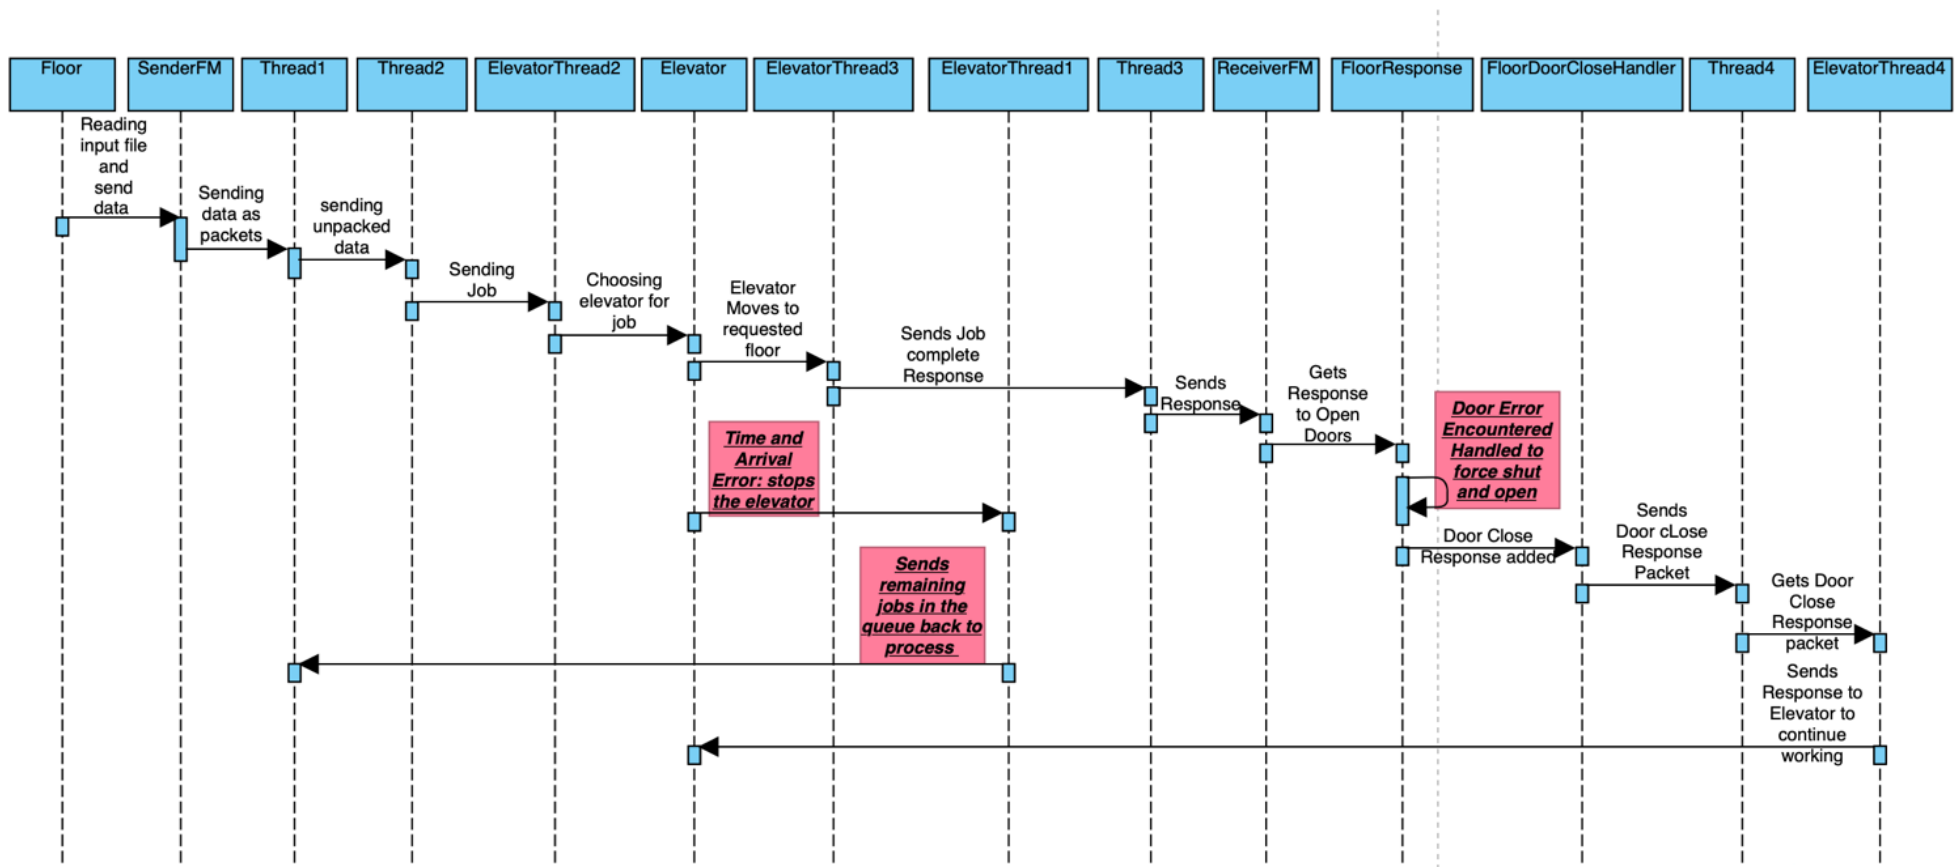 Floor
SenderFM
Thread1
Thread2
ElevatorThread2
Elevator
ElevatorThread3
ElevatorThread1
Thread3
ReceiverFM
FloorResponse
FloorDoorCloseHandler
Thread4
ElevatorThread4
Reading
input file
and
send
data
Sending
data as
packets
sending
unpacked
data
Sending
Job
Choosing
elevator for
job
Elevator
Moves to
requested
floor
Sends Job
complete
Response
Sends
Response
Gets
Response
to Open
Doors
Door Error
Encountered
Handled to
force shut
and open
Time and
Arrival
Error: stops
the elevator
Door Close
Response added
Sends
Door cLose
Response
Packet
Gets Door
Close
Response
packet
Sends
remaining
jobs in the
queue back to
process
Sends
Response to
Elevator to
continue
working